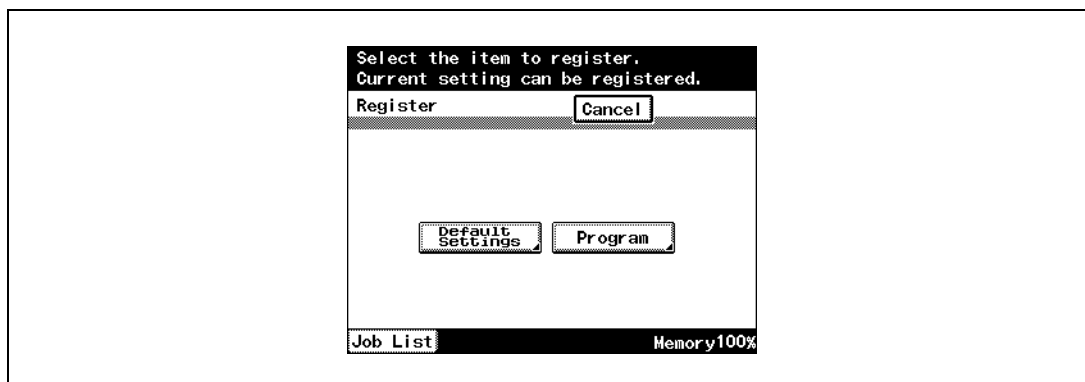 Select the item to register.
Current setting can be registered.
Register
Cancel
Default
Settings
Program
Job List
Memory100%